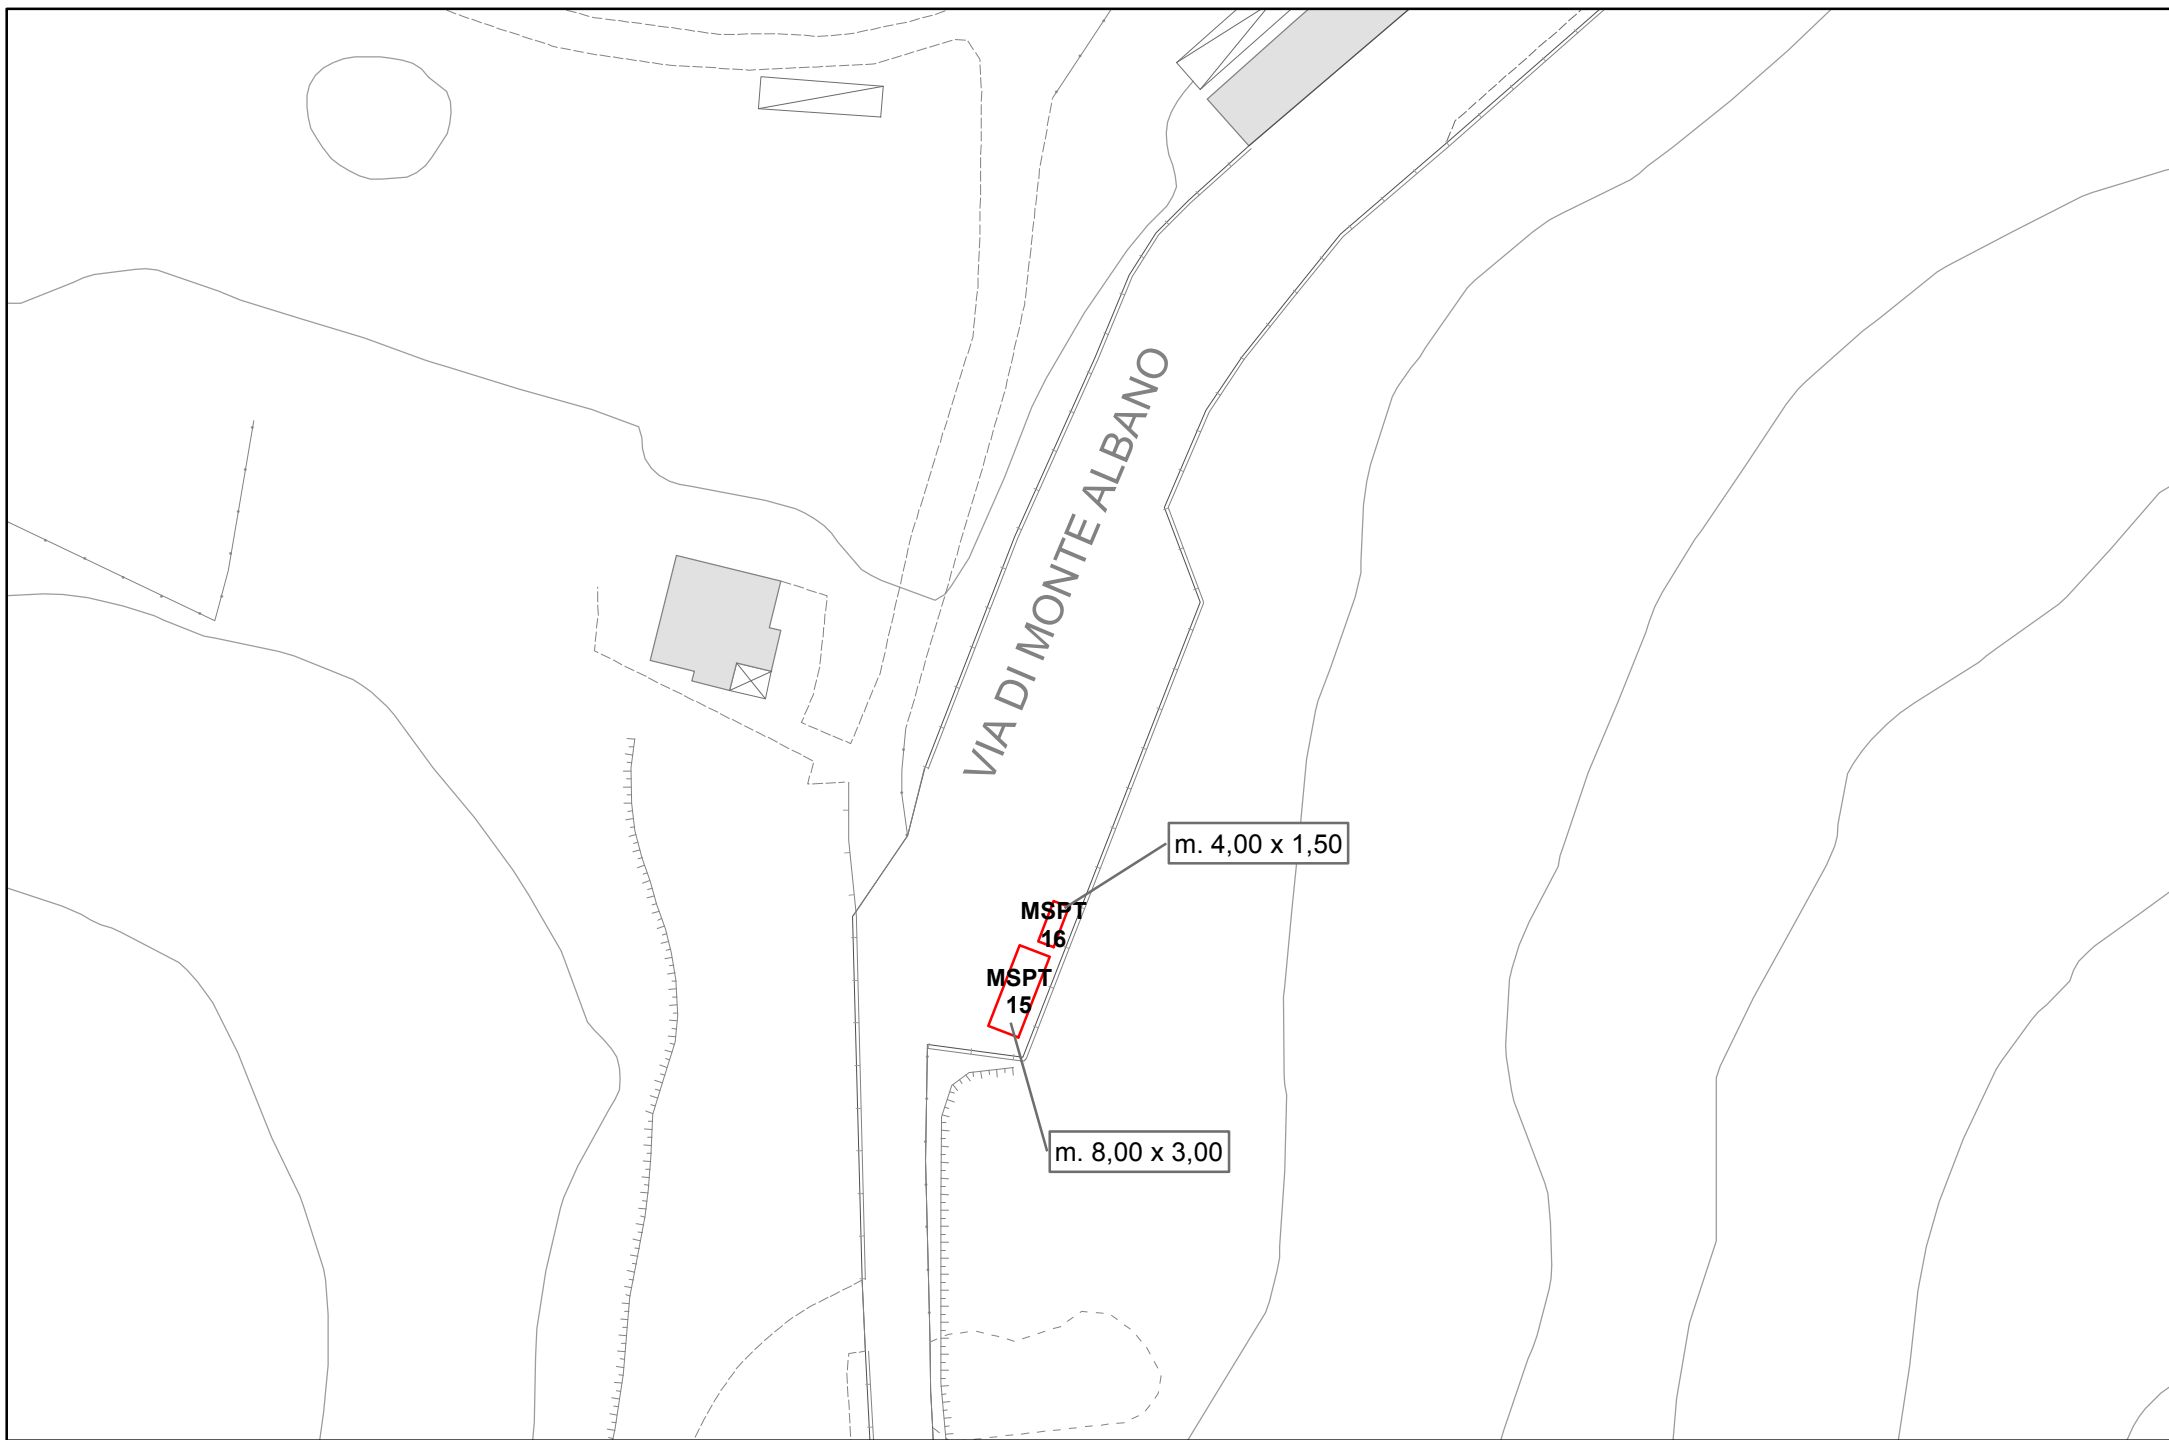 VIA DI MONTE ALBANO
m. 4,00 x 1,50
MSPT
16
MSPT
15
m. 8,00 x 3,00